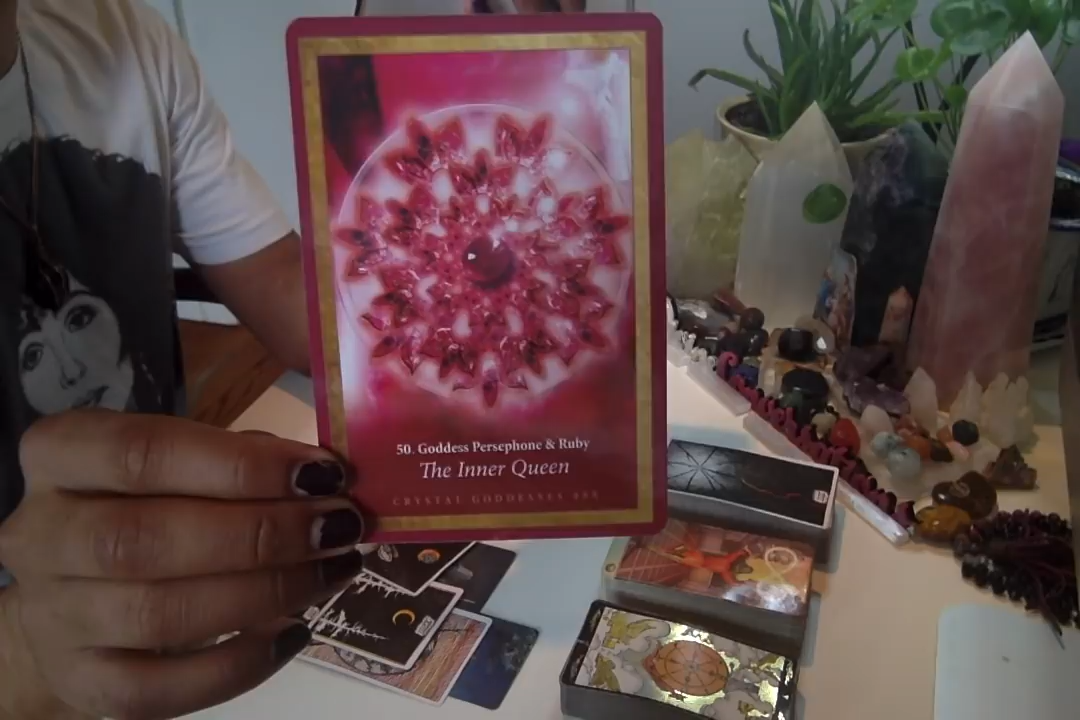 50. Goddess Persephone & Ruby
The Inner Queen
CRYSTAL GODDESSES 888